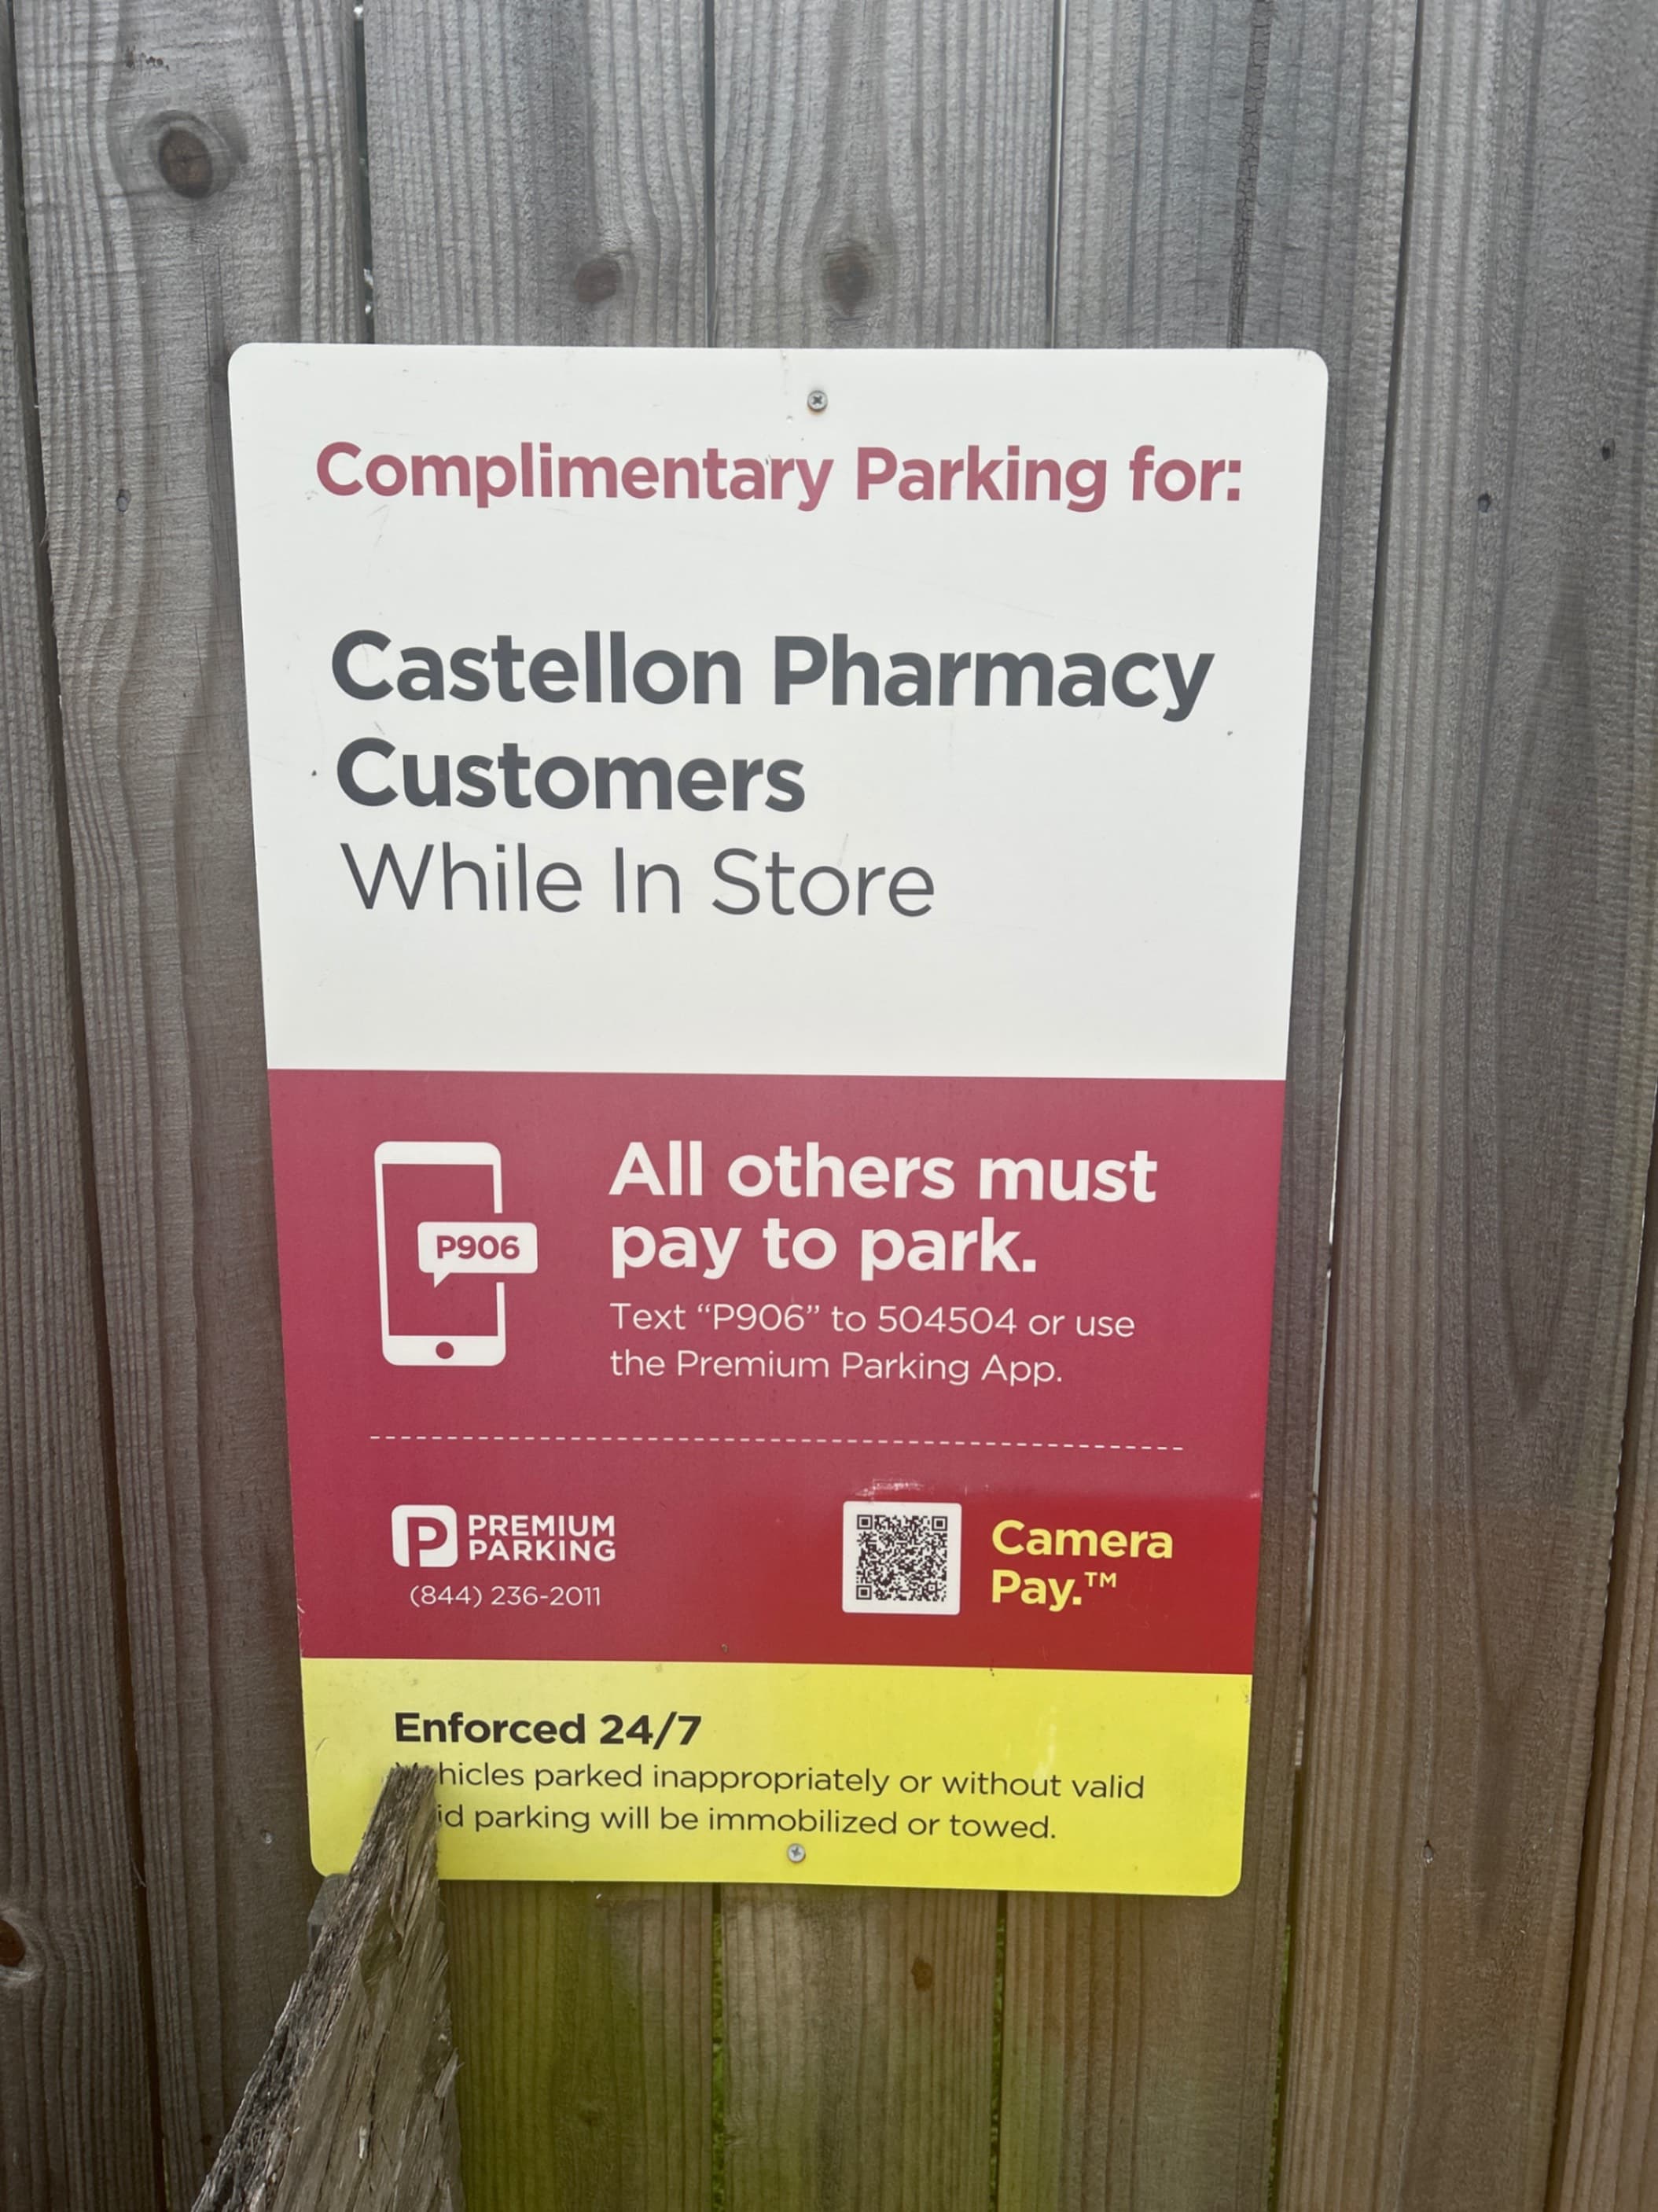 Complimentary Parking for:
Castellon Pharmacy
Customers
While In Store
P906
All others must
pay to park.
Text “P906” to 504504 or use
the Premium Parking App.
P PREMIUM
PARKING
(844) 236-2011
Camera
Pay.™
Enforced 24/7
Vehicles parked inappropriately or without valid
parking will be immobilized or towed.